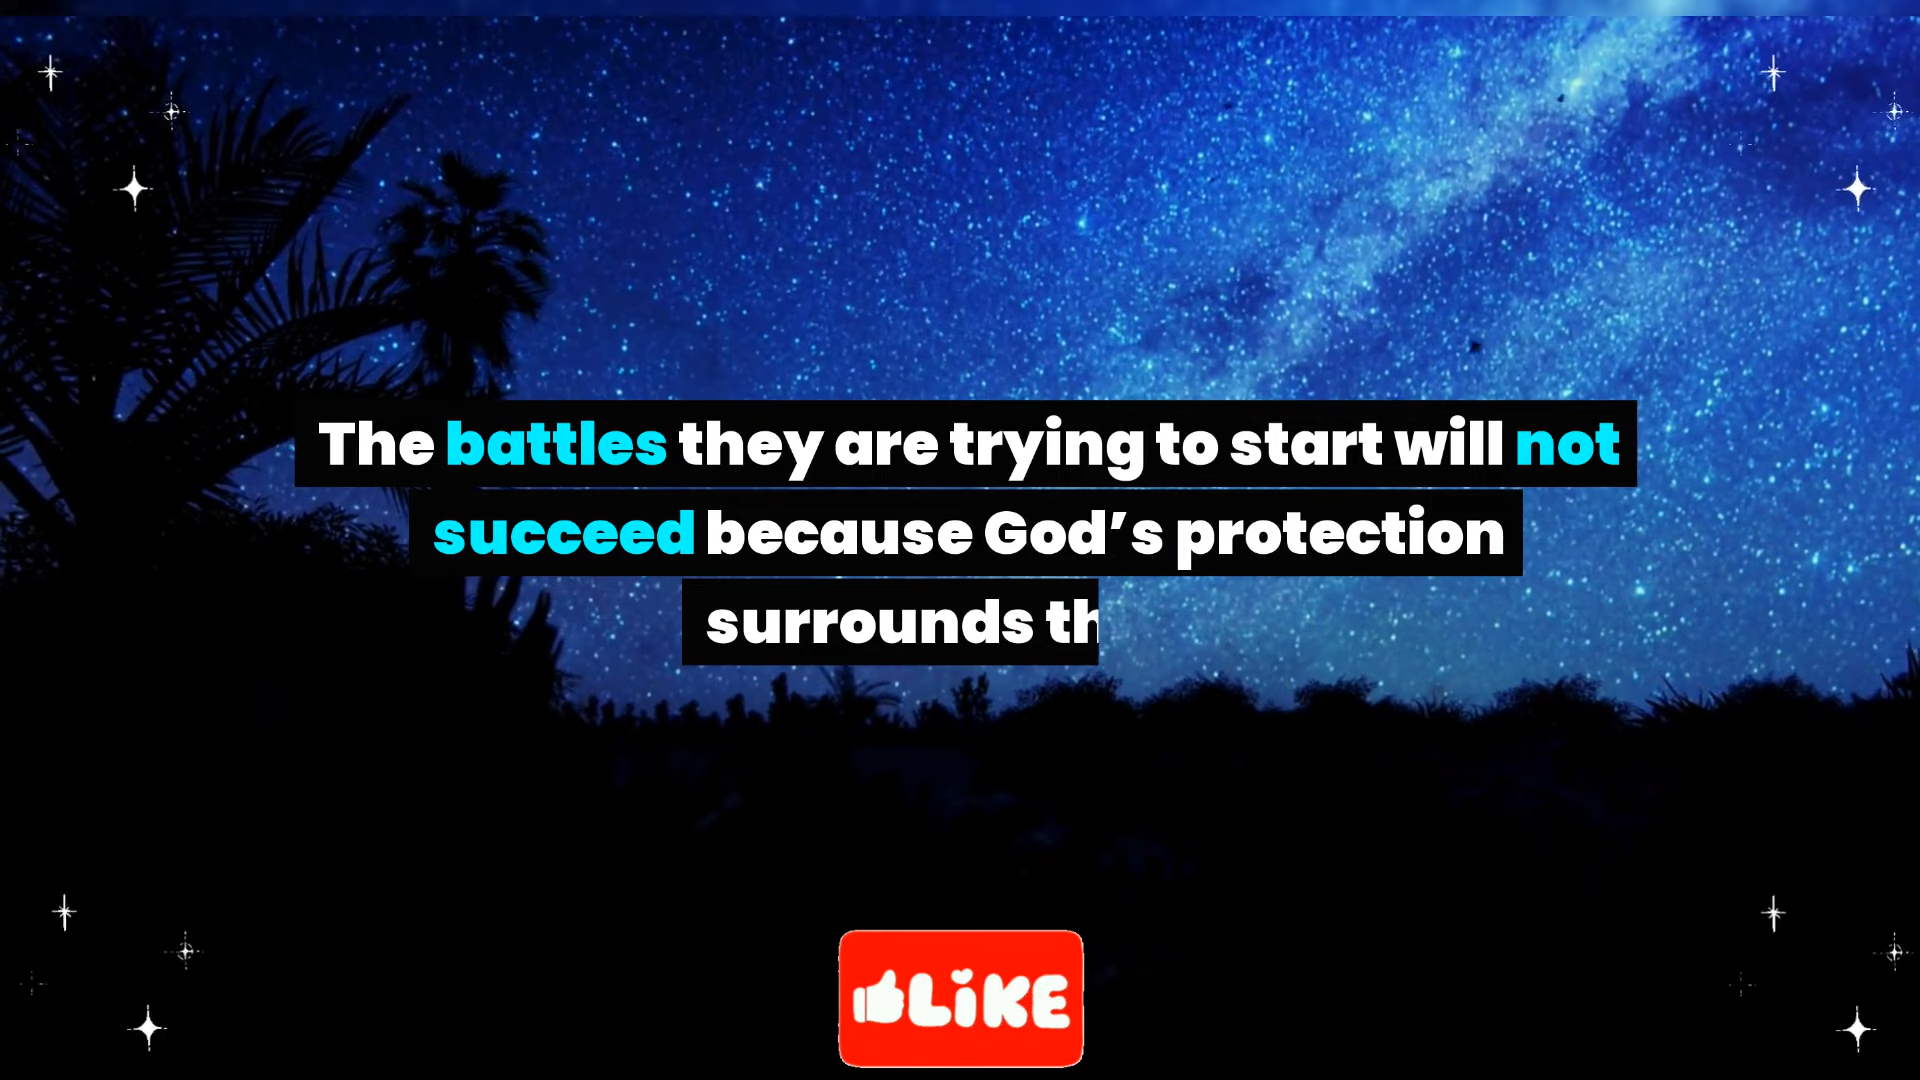 The battles they are trying to start will not
succeed because God’s protection
surrounds th
LIKE